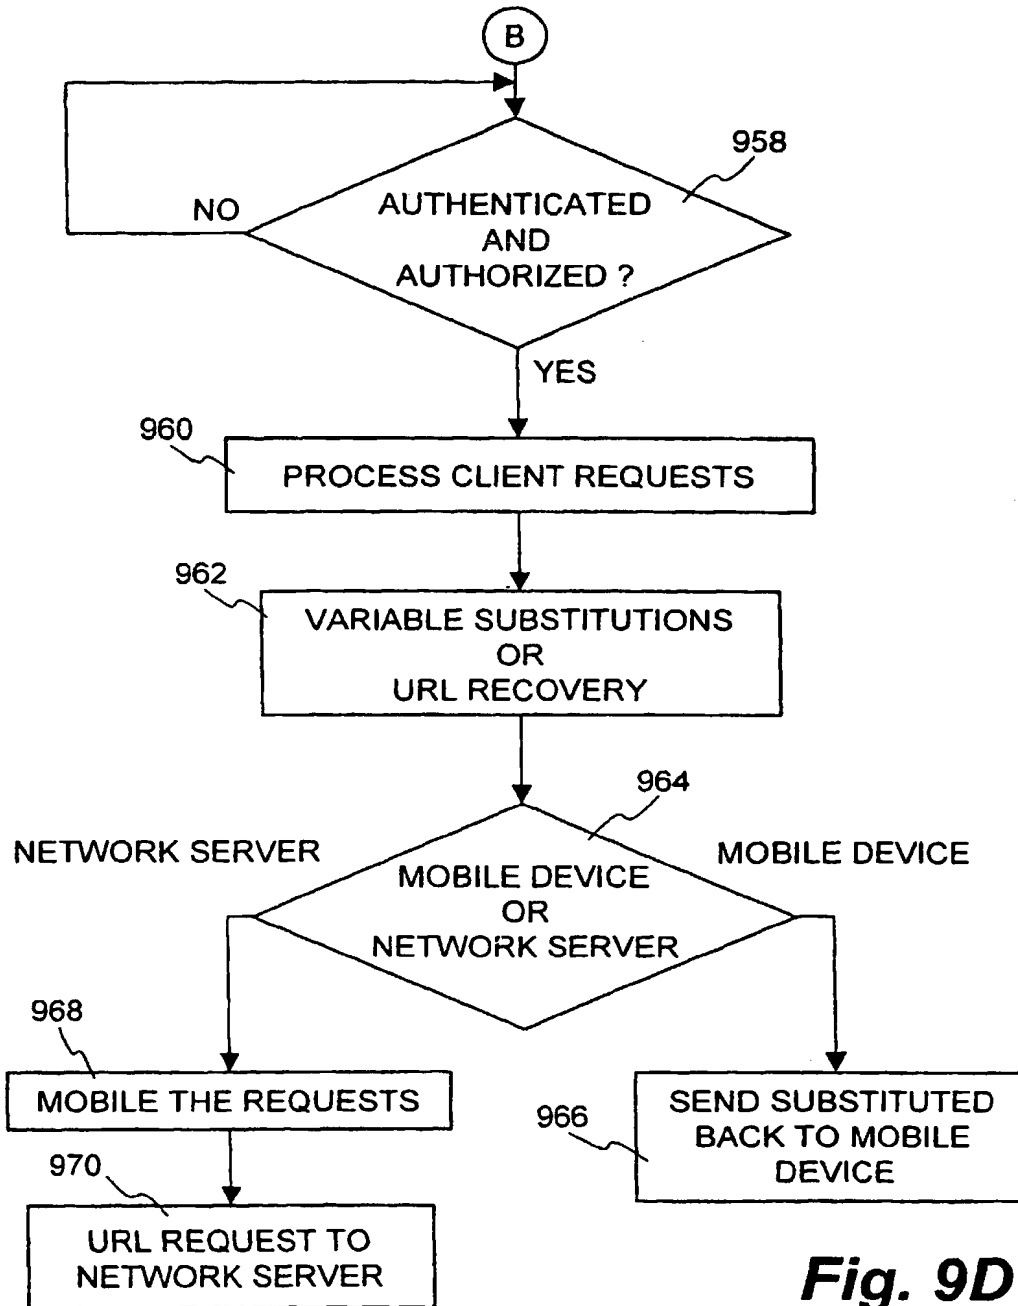 B
958
NO
AUTHENTICATED
AND
AUTHORIZED ?
YES
960
PROCESS CLIENT REQUESTS
962
VARIABLE SUBSTITUTIONS
OR
URL RECOVERY
964
NETWORK SERVER
MOBILE DEVICE
MOBILE DEVICE
OR
NETWORK SERVER
968
MOBILE THE REQUESTS
966
SEND SUBSTITUTED
BACK TO MOBILE
DEVICE
970
URL REQUEST TO
NETWORK SERVER
Fig. 9D